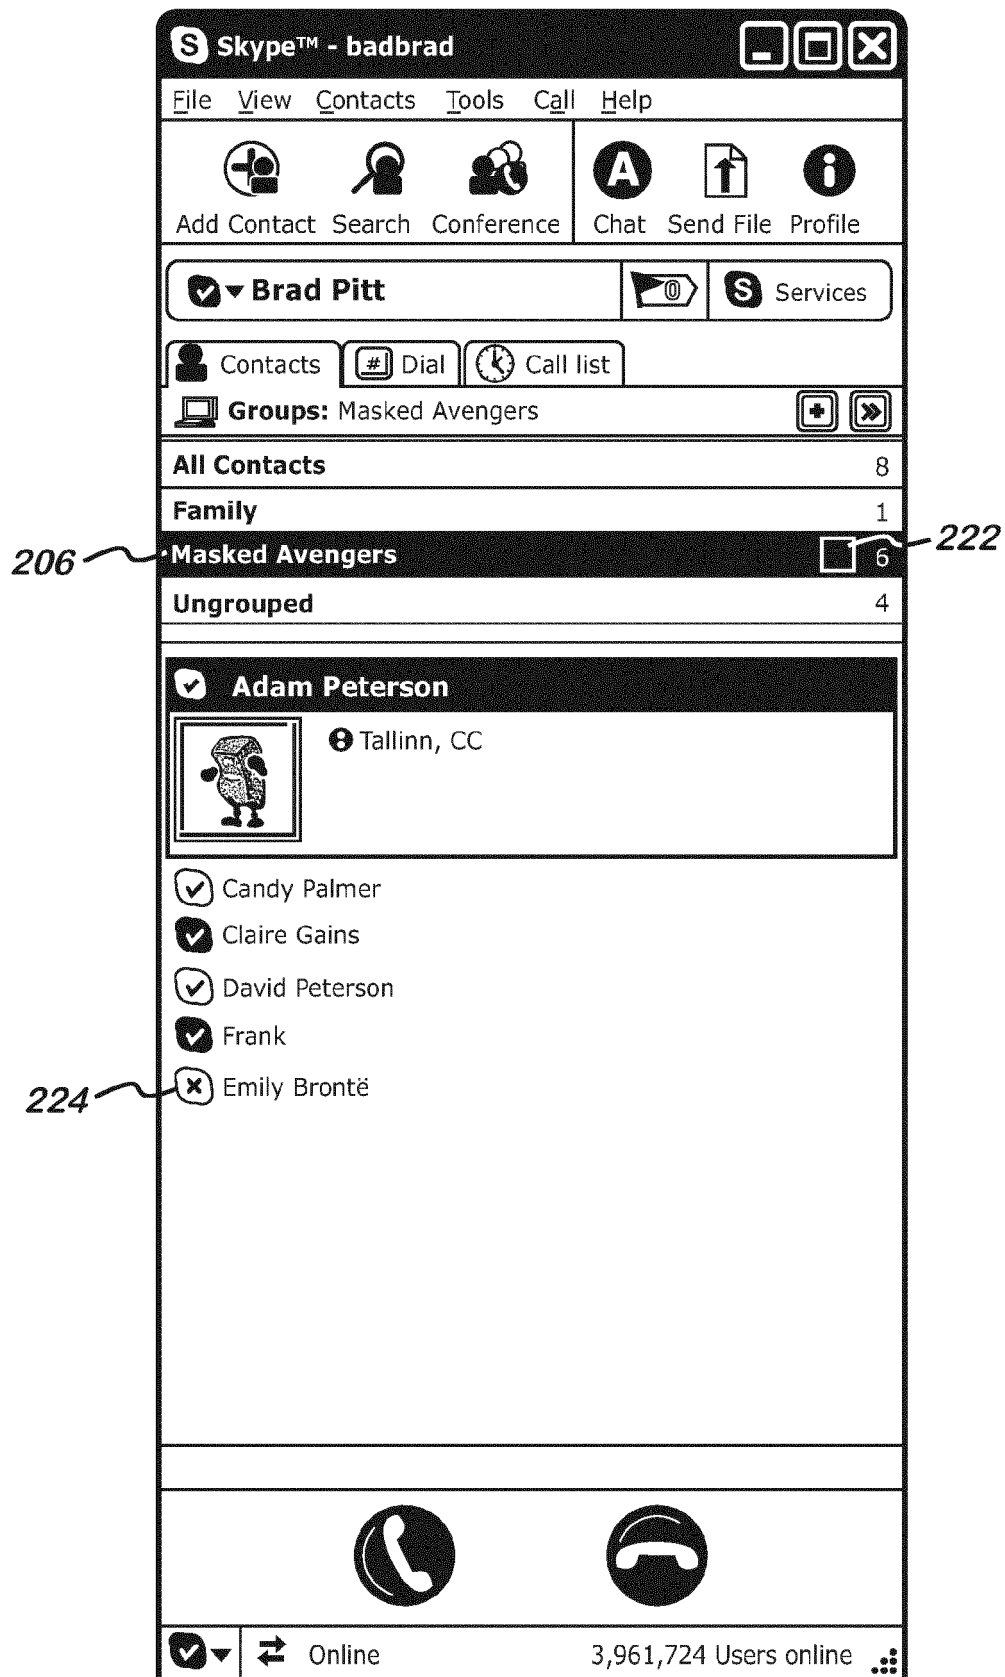 S Skype™ - badbrad
File View Contacts Tools Call Help
Add Contact Search Conference A Chat Send File Profile
Brad Pitt 0 S Services
Contacts # Dial Call list
Groups: Masked Avengers
All Contacts 8
Family 1
206 Masked Avengers 6 222
Ungrouped 4
Adam Peterson
Tallinn, CC
Candy Palmer
Claire Gains
David Peterson
Frank
224 Emily Brontë
Online 3,961,724 Users online